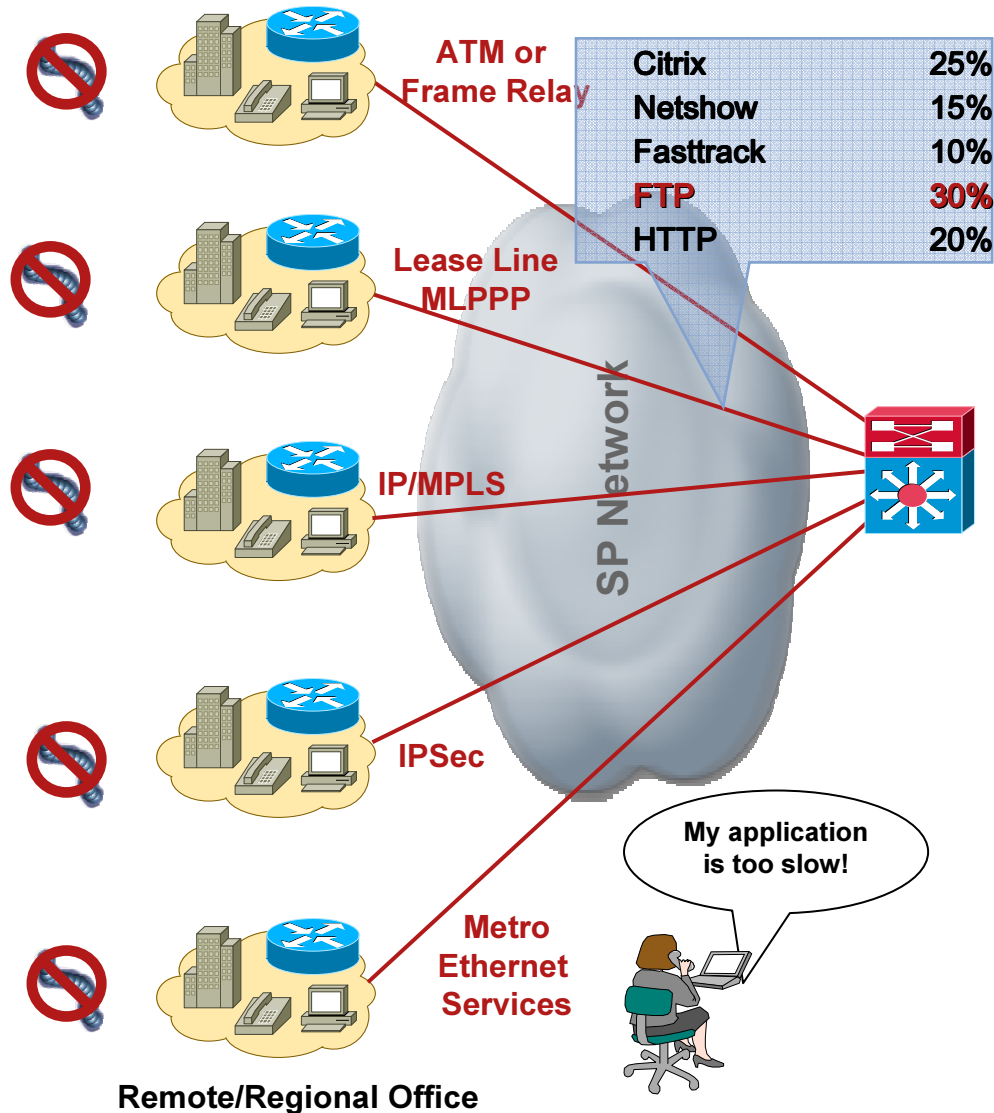 ATM or
Frame Relay
Citrix 25%
Netshow 15%
Fasttrack 10%
FTP 30%
HTTP 20%
Lease Line
MLPPP
SP Network
IP/MPLS
IPSec
My application
is too slow!
Metro
Ethernet
Services
Remote/Regional Office